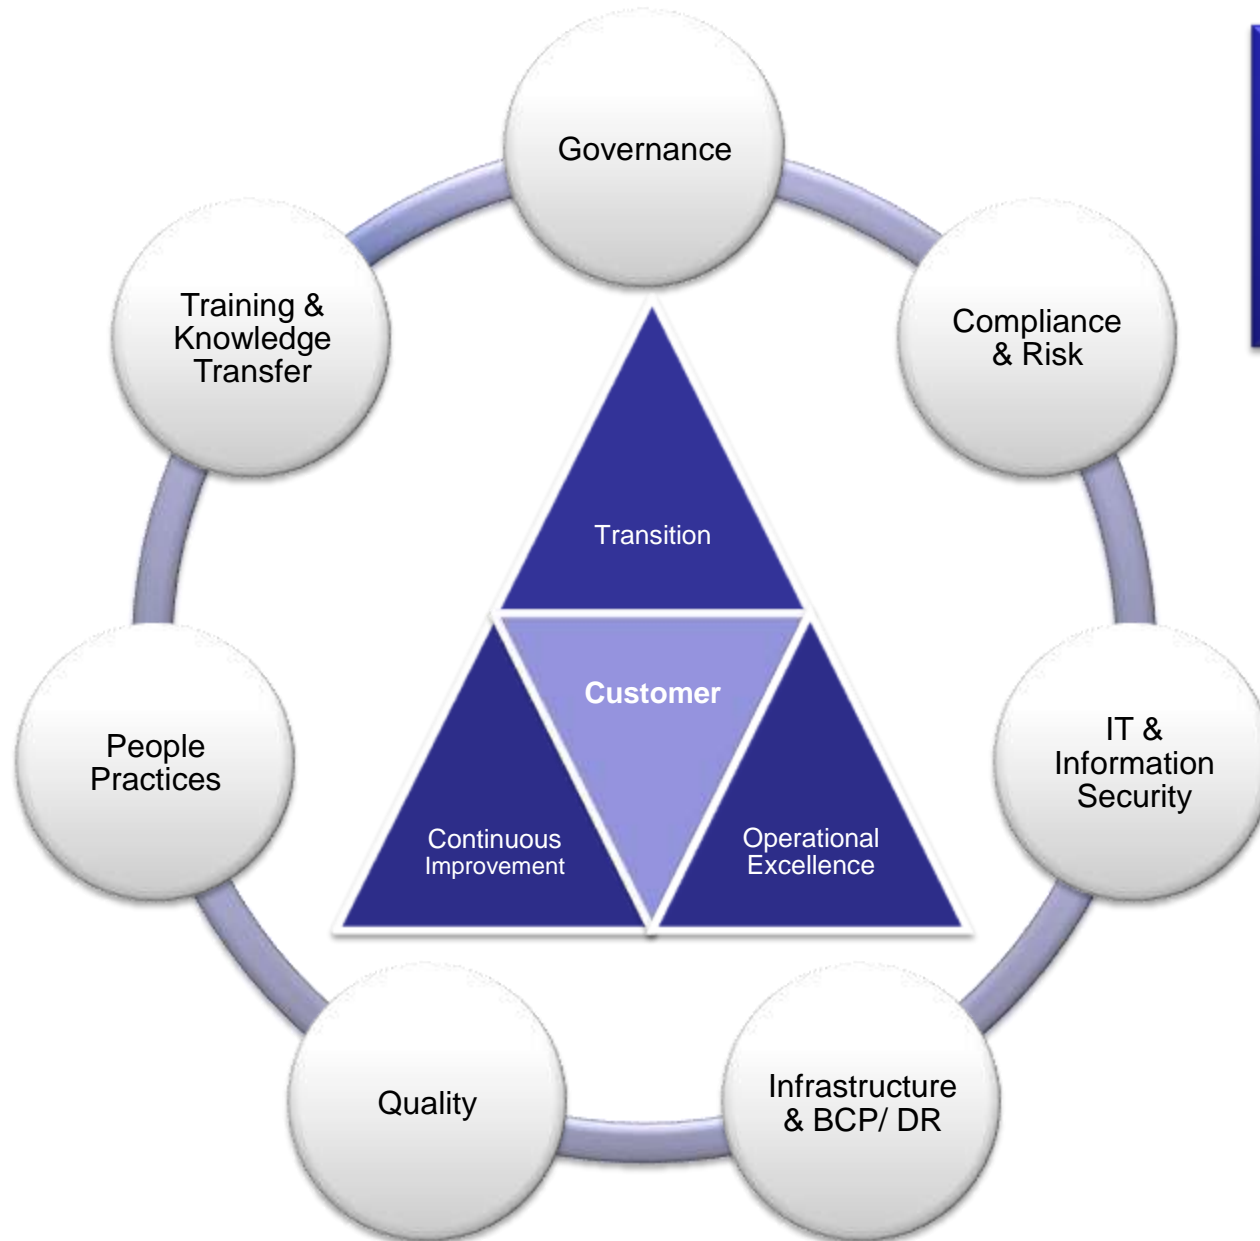 Governance
Training &
Knowledge
Transfer
Compliance
& Risk
Transition
Customer
People
Practices
IT &
Information
Security
Continuous
Improvement
Operational
Excellence
Quality
Infrastructure
& BCP/ DR